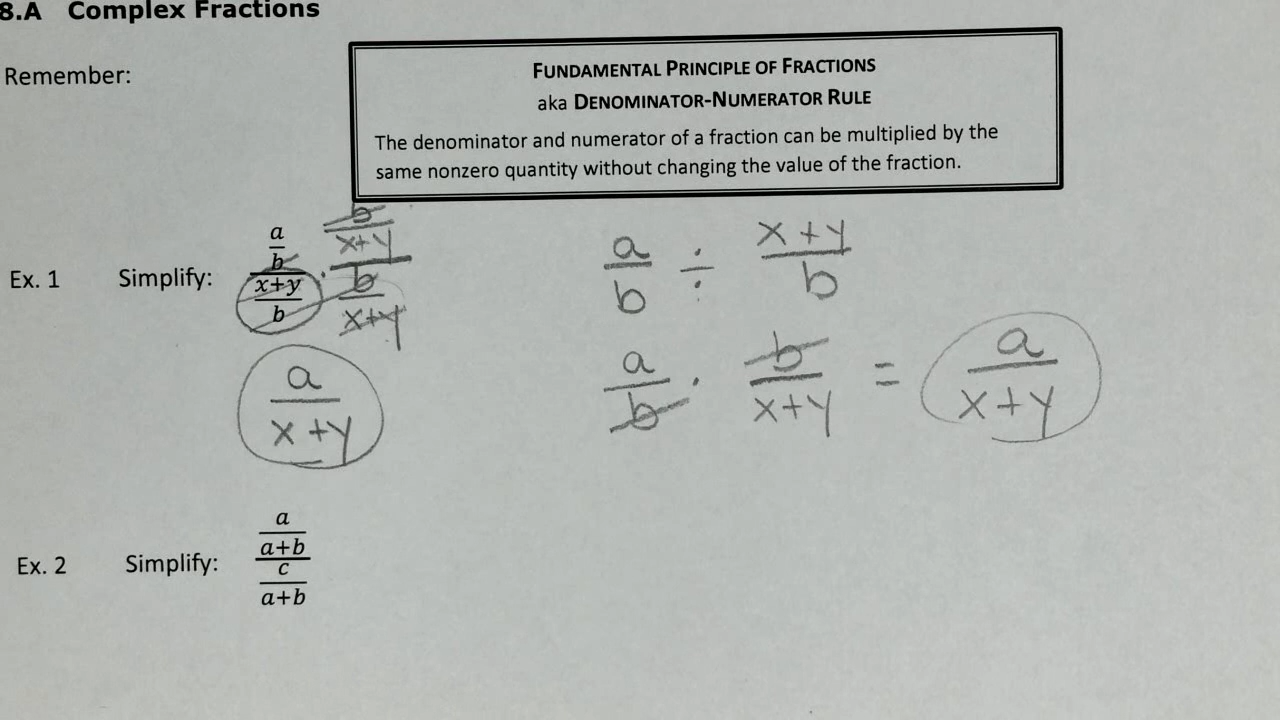 8.A Complex Fractions
Remember:
FUNDAMENTAL PRINCIPLE OF FRACTIONS
aka DENOMINATOR-NUMERATOR RULE
The denominator and numerator of a fraction can be multiplied by the
same nonzero quantity without changing the value of the fraction.
Ex. 1 Simplify:
a
b
x+y
b
·
b
x+y
b
x+y
a
x+y
a/b ÷ x+y/b
a/b · b/x+y = a/x+y
Ex. 2 Simplify:
a
a+b
c
a+b